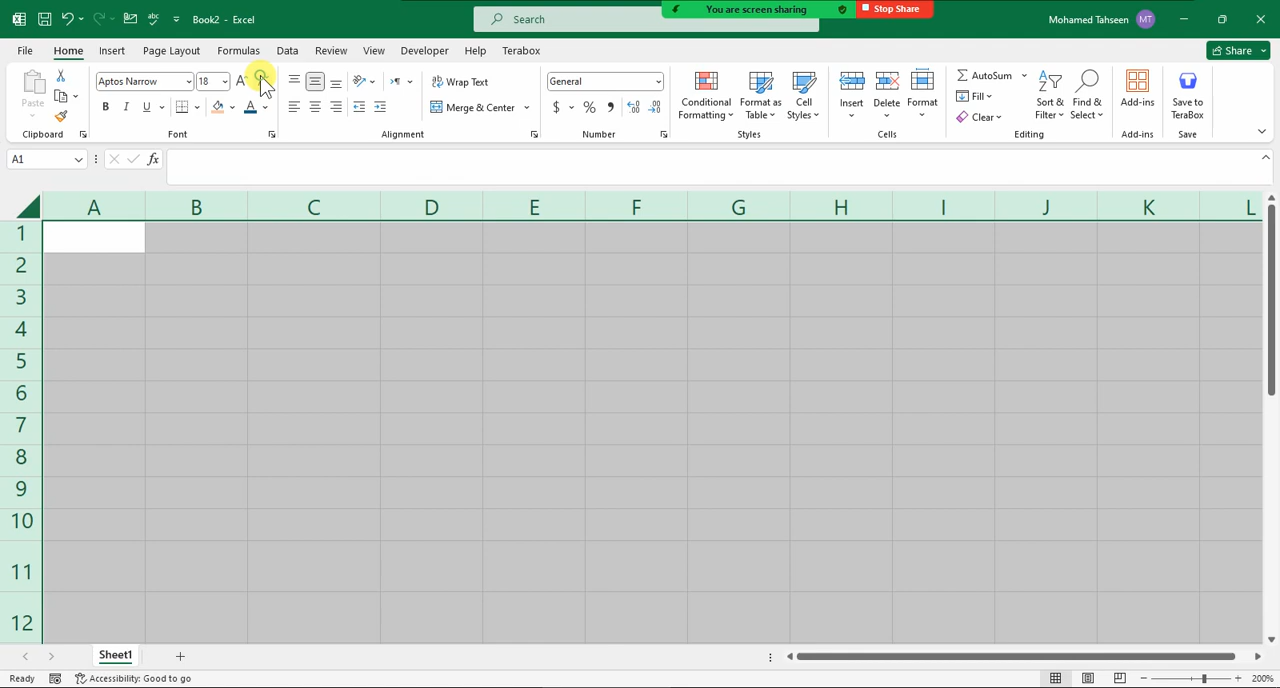 Book2 - Excel
Search
You are screen sharing
Stop Share
Mohamed Tahseen MT
File Home Insert Page Layout Formulas Data Review View Developer Help Terabox Share
Paste
Clipboard
Aptos Narrow 18
B I U A
Font
Wrap Text
Merge & Center
Alignment
General
$ %
Number
Conditional Formatting
Format as Table
Cell Styles
Styles
Insert Delete Format
Cells
AutoSum
Fill
Clear
Sort & Filter
Find & Select
Editing
Add-ins
Add-ins
Save to TeraBox
Save
A1 fx
A B C D E F G H I J K L
1
2
3
4
5
6
7
8
9
10
11
12
Sheet1
Ready Accessibility: Good to go 200%